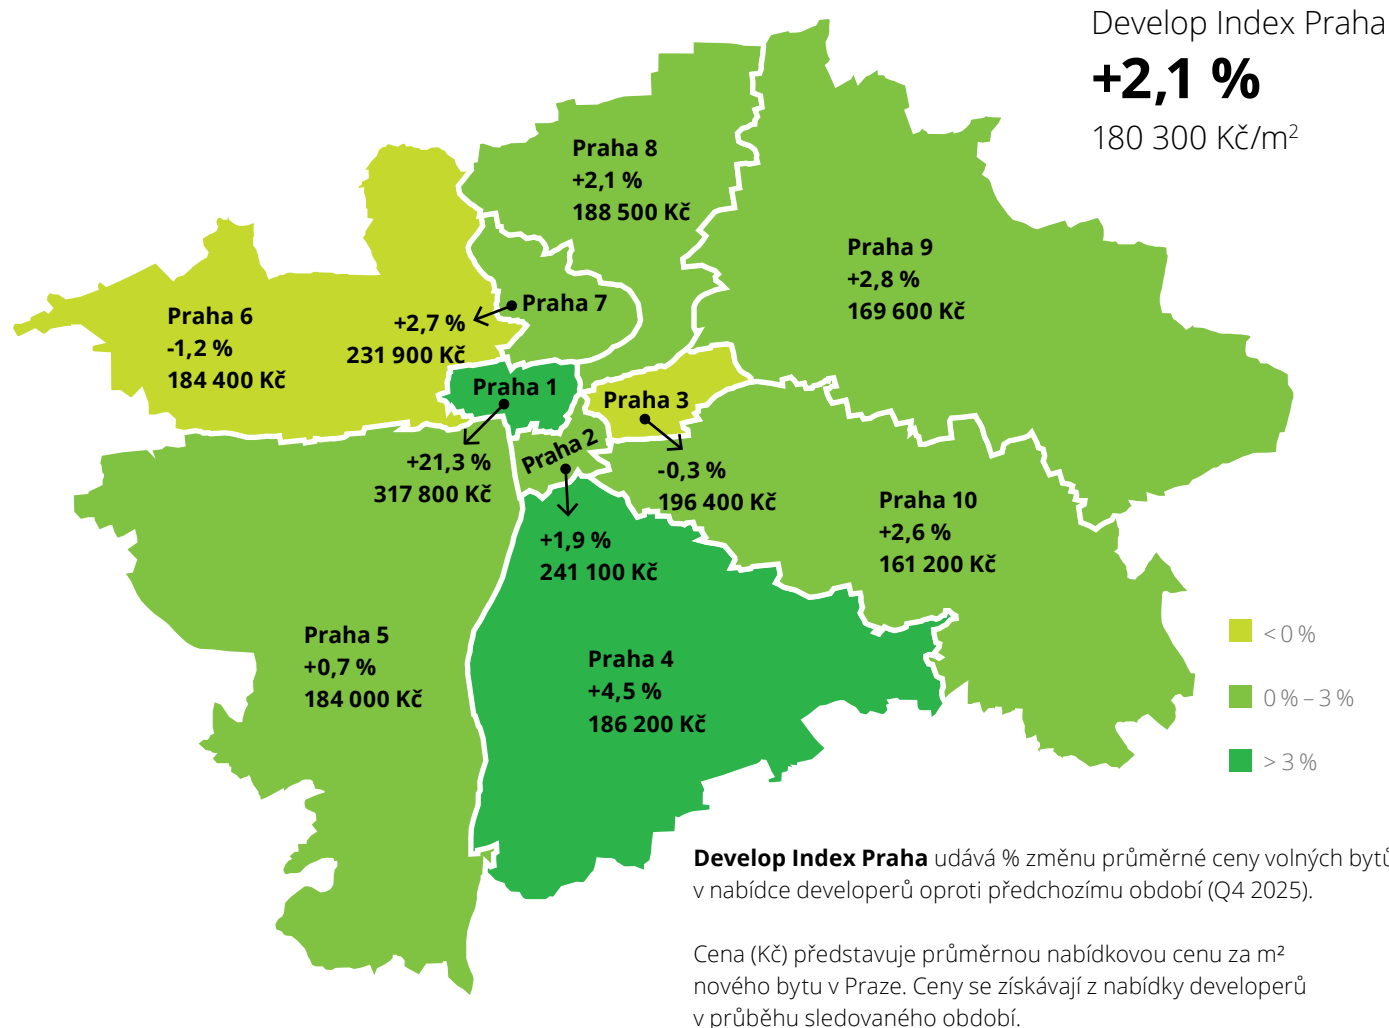 Develop Index Praha
+2,1 %
180 300 Kč/m²
Praha 8
+2,1 %
188 500 Kč
Praha 9
+2,8 %
169 600 Kč
Praha 7
+2,7 %
231 900 Kč
Praha 6
-1,2 %
184 400 Kč
Praha 1
+21,3 %
317 800 Kč
Praha 3
-0,3 %
196 400 Kč
Praha 2
+1,9 %
241 100 Kč
Praha 10
+2,6 %
161 200 Kč
Praha 5
+0,7 %
184 000 Kč
Praha 4
+4,5 %
186 200 Kč
< 0 %
0 % – 3 %
> 3 %
Develop Index Praha udává % změnu průměrné ceny volných bytů
v nabídce developerů oproti předchozímu období (Q4 2025).
Cena (Kč) představuje průměrnou nabídkovou cenu za m²
nového bytu v Praze. Ceny se získávají z nabídky developerů
v průběhu sledovaného období.